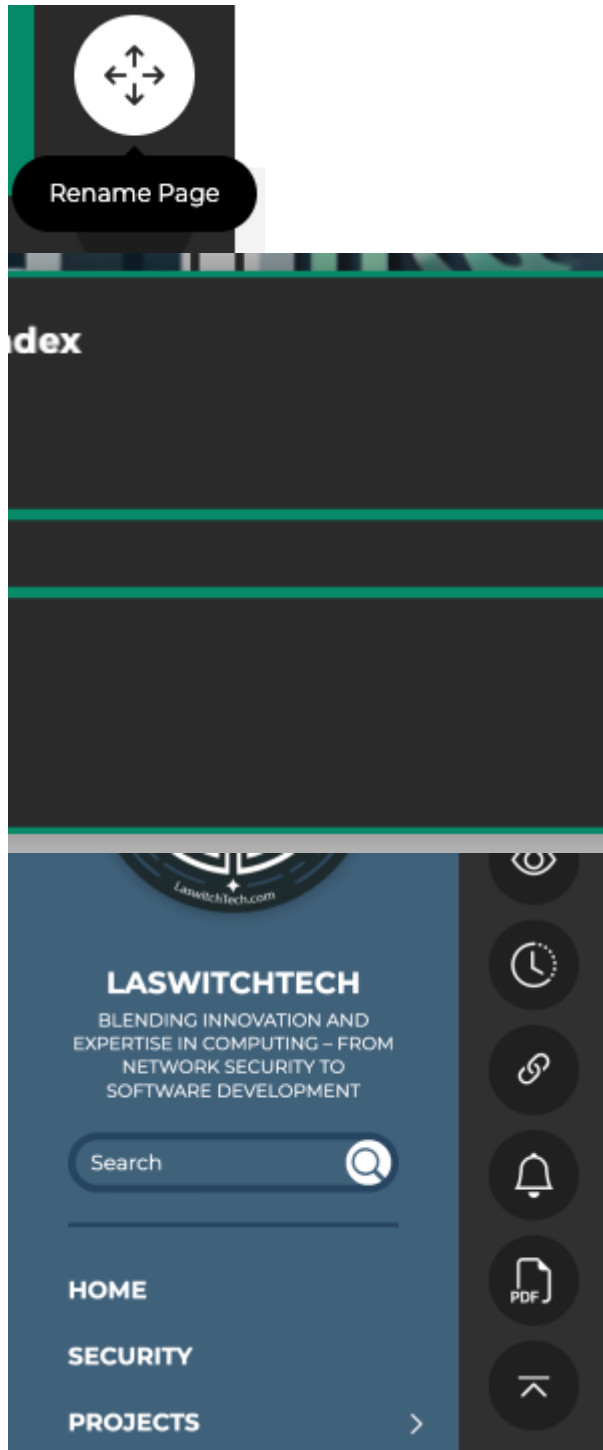 Rename Page
ndex
LaswitchTech.com
LASWITCHTECH
BLENDING INNOVATION AND
EXPERTISE IN COMPUTING – FROM
NETWORK SECURITY TO
SOFTWARE DEVELOPMENT
Search
HOME
SECURITY
PROJECTS
PDF